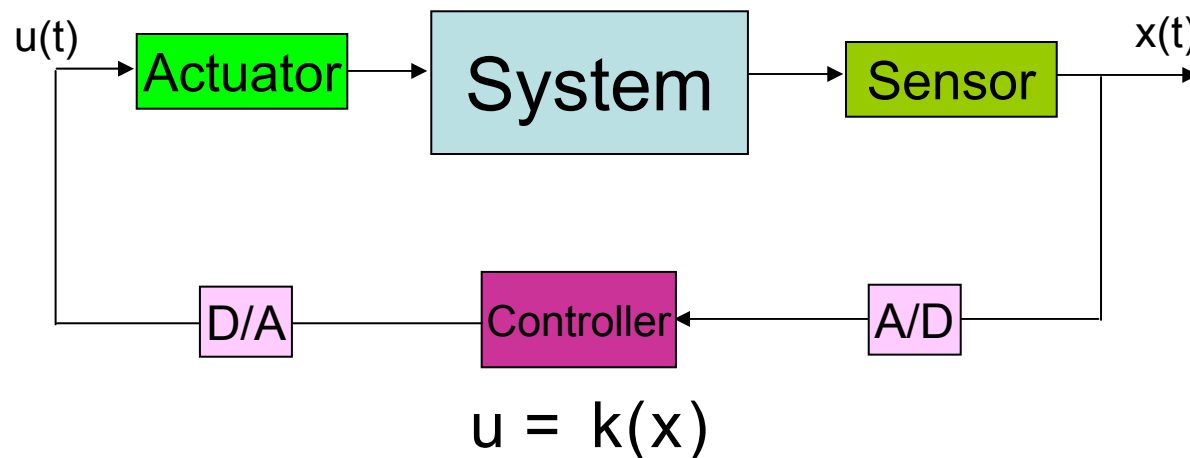 u(t)
Actuator
System
Sensor
x(t)
D/A
Controller
A/D
u = k(x)